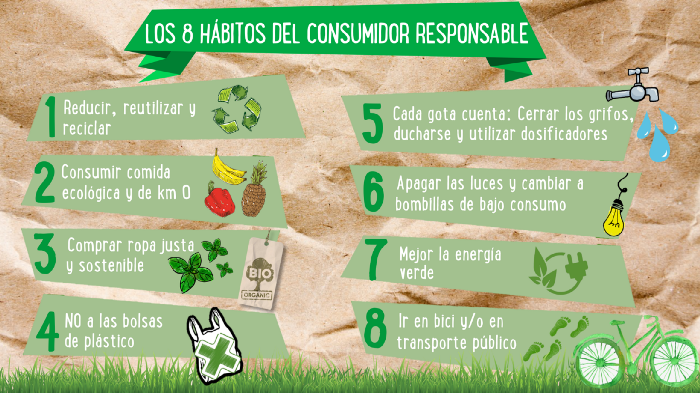 LOS 8 HÁBITOS DEL CONSUMIDOR RESPONSABLE
1 Reducir, reutilizar y
reciclar
2 Consumir comida
ecológica y de km 0
3 Comprar ropa justa
y sostenible
BIO
ORGANIC
4 NO a las bolsas
de plástico
5 Cada gota cuenta: Cerrar los grifos,
ducharse y utilizar dosificadores
6 Apagar las luces y cambiar a
bombillas de bajo consumo
7 Mejor la energía
verde
8 Ir en bici y/o en
transporte público